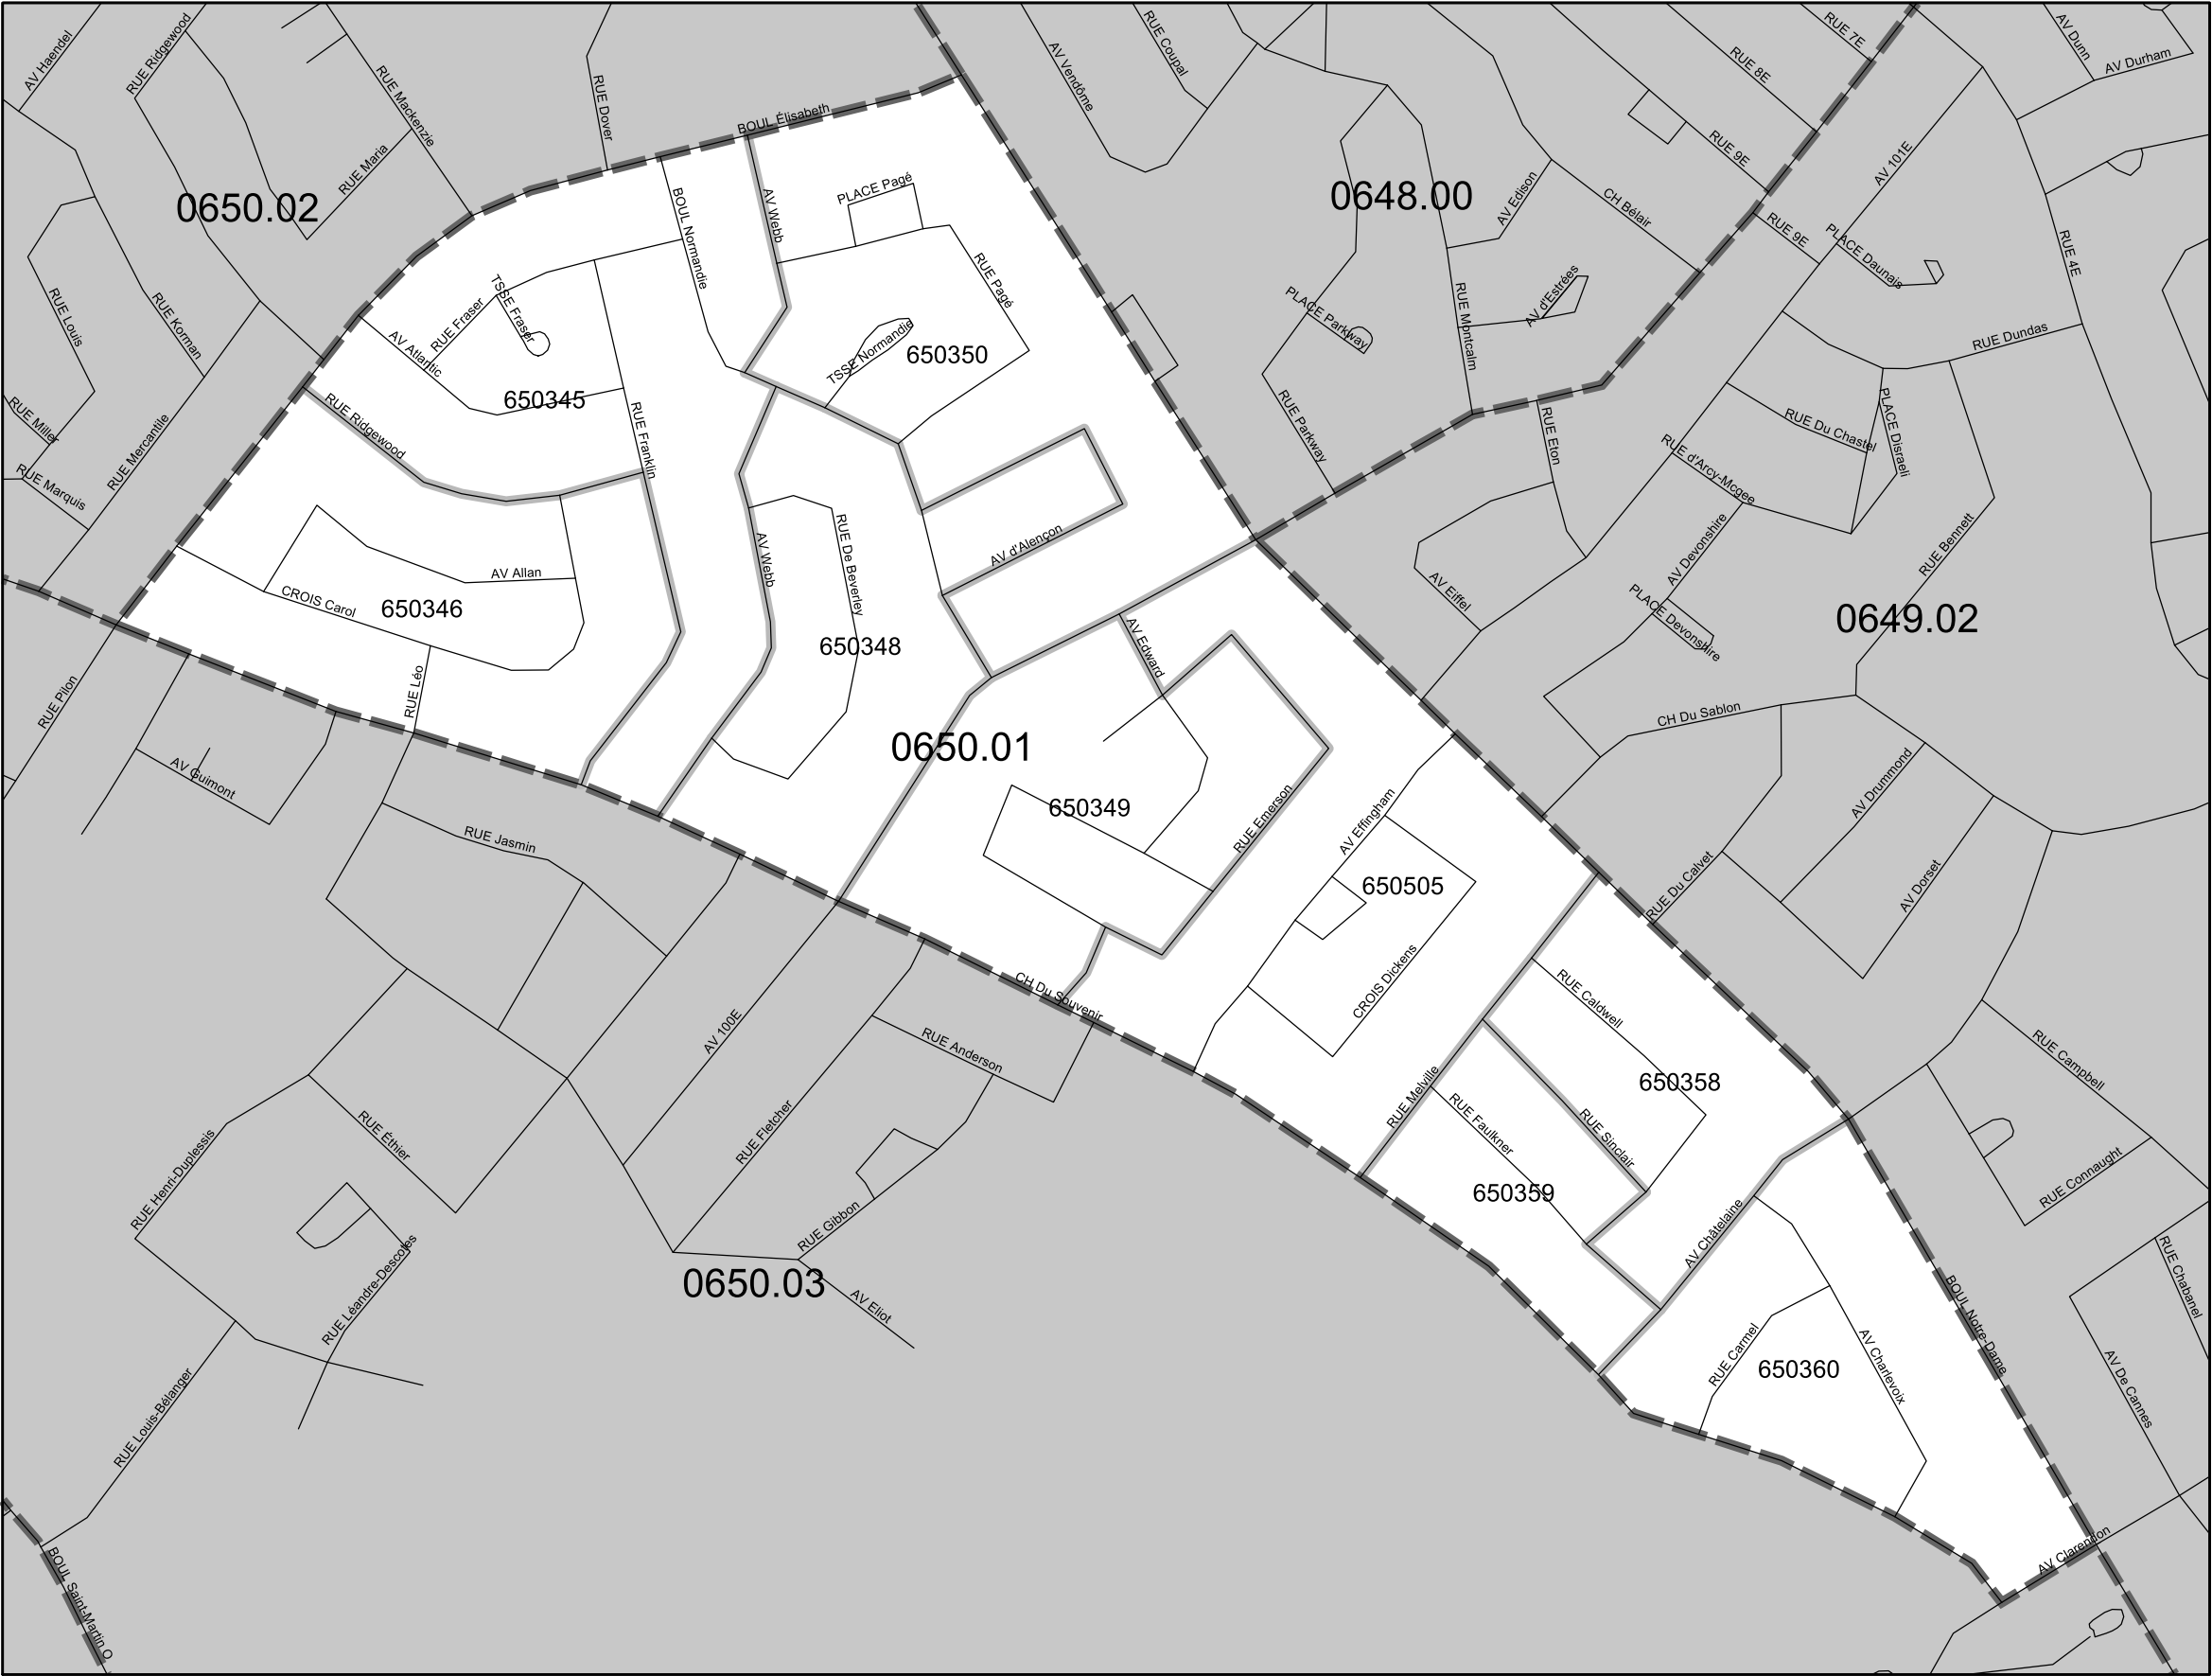 AV Haendel
RUE Ridgewood
RUE Mackenzie
RUE Dover
BOUL Élisabeth
AV Vendôme
RUE Coupal
RUE 7E
RUE 8E
RUE 9E
AV Dunn
AV Durham
RUE Maria
0650.02
RUE Louis
RUE Korman
RUE Miller
RUE Marquis
RUE Mercantile
RUE Pilon
BOUL Normandie
AV Webb
PLACE Pagé
RUE Pagé
TSSE Fraser
RUE Fraser
AV Atlantic
650345
RUE Ridgewood
RUE Franklin
TSSE Normandie
650350
0648.00
AV Edison
CH Bélair
AV d'Estrées
PLACE Parkway
RUE Montcalm
RUE Parkway
AV 101E
RUE 9E
PLACE Daunais
RUE 4E
RUE Dundas
RUE Du Chastel
PLACE Disraeli
RUE d'Arcy-Mcgee
RUE Eton
AV Eiffel
AV Devonshire
PLACE Devonshire
RUE Bennett
0649.02
CH Du Sablon
AV Drummond
AV Dorset
RUE Du Calvet
AV Allan
CROIS Carol
650346
RUE Léo
AV Webb
RUE De Beverley
650348
AV d'Alençon
AV Edward
0650.01
650349
RUE Emerson
AV Effingham
650505
CROIS Dickens
AV Guimont
RUE Jasmin
AV 100E
CH Du Souvenir
RUE Anderson
RUE Fletcher
RUE Gibbon
AV Eliot
0650.03
RUE Éthier
RUE Henri-Duplessis
RUE Léandre-Descotes
RUE Louis-Bélanger
BOUL Saint-Martin O
RUE Melville
RUE Caldwell
650358
RUE Sinclair
RUE Faulkner
650359
AV Châtelaine
RUE Carmel
650360
AV Charlevoix
BOUL Notre-Dame
RUE Campbell
RUE Connaught
RUE Chabanel
AV De Cannes
AV Clarendon